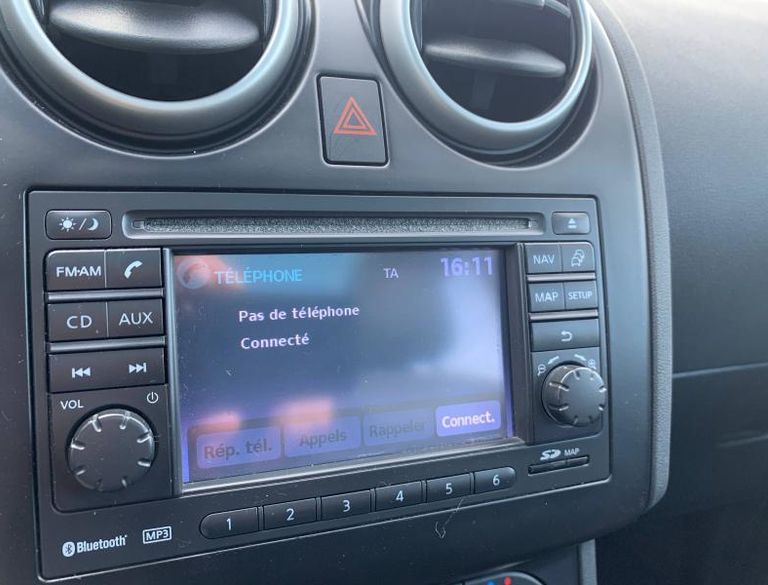 FM·AM
CD AUX
VOL
TÉLÉPHONE TA 16:11
Pas de téléphone
Connecté
Rép. tél. Appels Rappeler Connect.
NAV
MAP SETUP
SD MAP
1 2 3 4 5 6
Bluetooth MP3